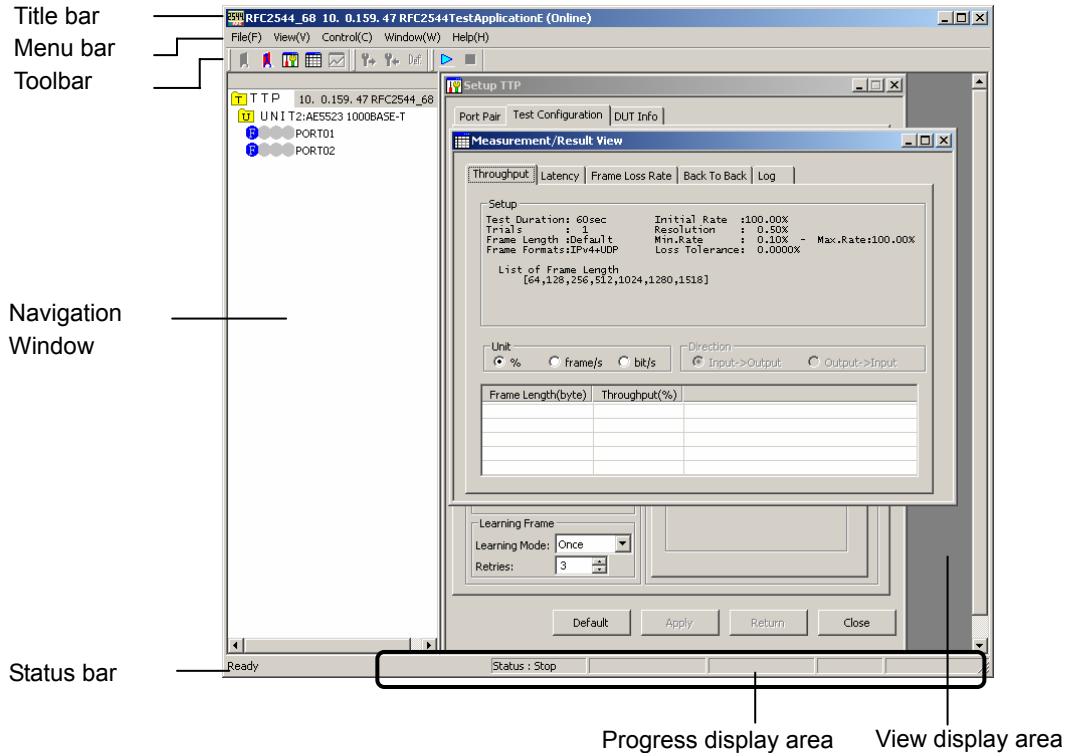 Title bar
Menu bar
Toolbar
Navigation
Window
Status bar
RFC2544_68 10. 0.159. 47 RFC2544TestApplicationE (Online)
File(F) View(V) Control(C) Window(W) Help(H)
Def.
TTP 10. 0.159. 47 RFC2544_68
UNIT2:AE5523 1000BASE-T
PORT01
PORT02
Setup TTP
Port Pair Test Configuration DUT Info
Measurement/Result View
Throughput Latency Frame Loss Rate Back To Back Log
Setup
Test Duration: 60sec Initial Rate :100.00%
Trials : 1 Resolution : 0.50%
Frame Length :Default Min.Rate : 0.10% - Max.Rate:100.00%
Frame Formats:IPv4+UDP Loss Tolerance: 0.0000%
List of Frame Length
[64,128,256,512,1024,1280,1518]
Unit
% frame/s bit/s
Direction
Input->Output Output->Input
Frame Length(byte) Throughput(%)
Learning Frame
Learning Mode: Once
Retries: 3
Default Apply Return Close
Ready Status : Stop
Progress display area View display area